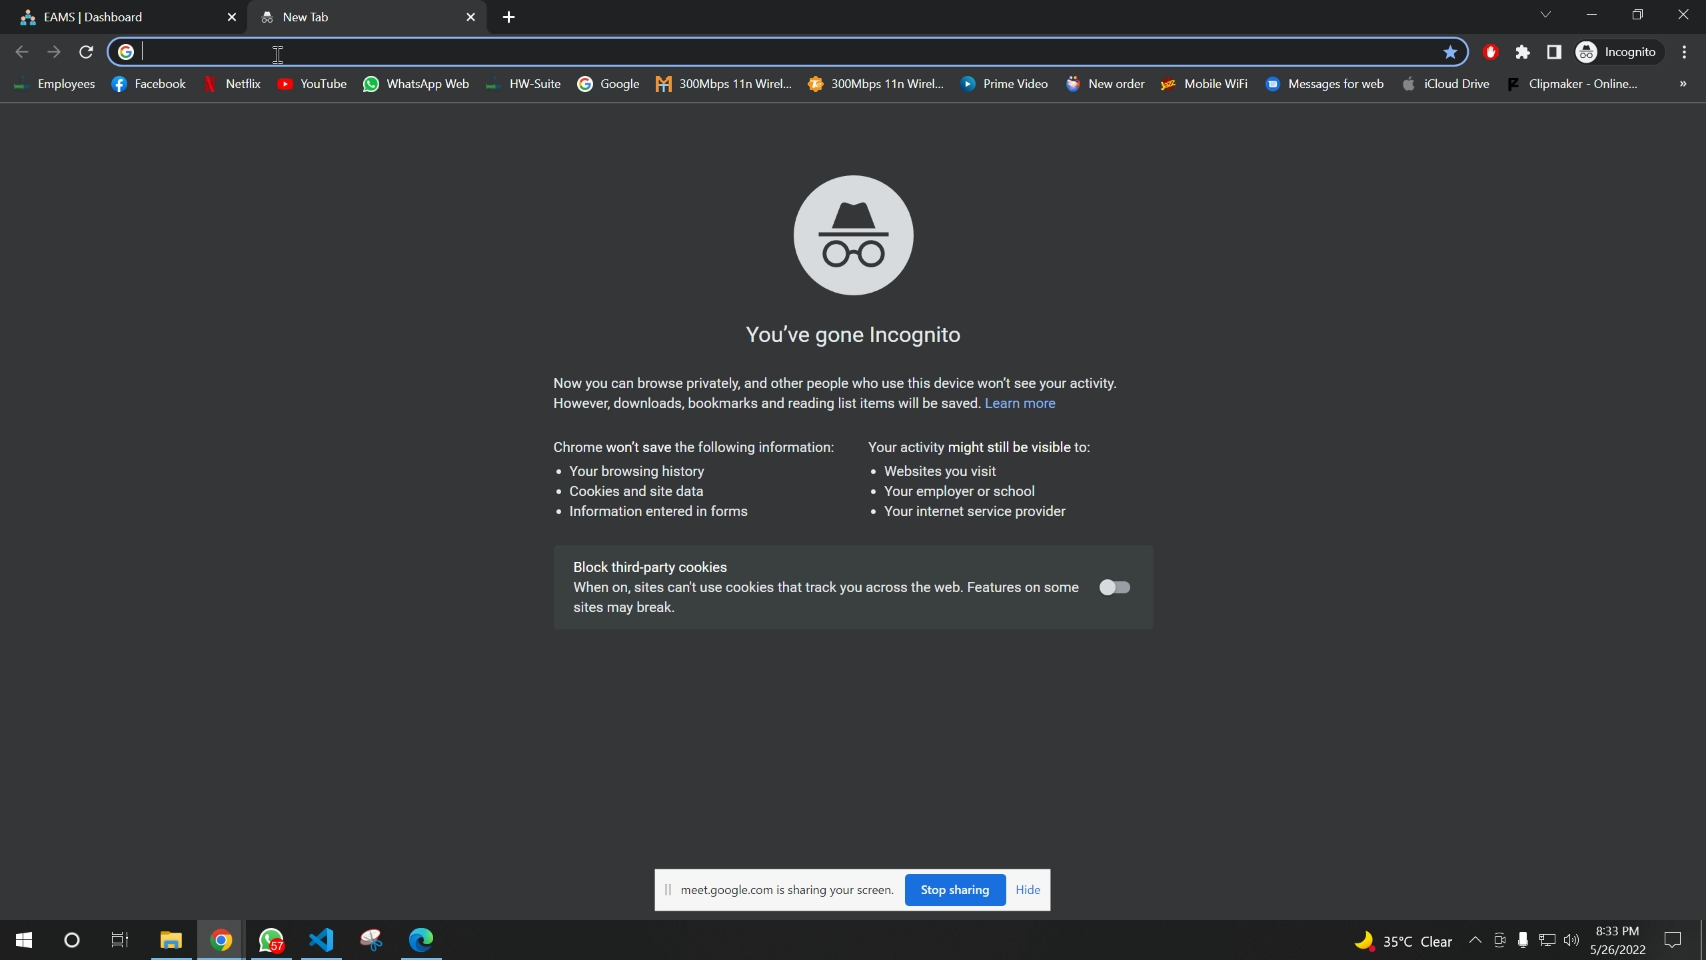 EAMS | Dashboard
New Tab
Incognito
Employees
Facebook
Netflix
YouTube
WhatsApp Web
HW-Suite
Google
300Mbps 11n Wirel...
300Mbps 11n Wirel...
Prime Video
New order
Mobile WiFi
Messages for web
iCloud Drive
Clipmaker - Online...
»
You've gone Incognito
Now you can browse privately, and other people who use this device won't see your activity.
However, downloads, bookmarks and reading list items will be saved. Learn more
Chrome won't save the following information:
• Your browsing history
• Cookies and site data
• Information entered in forms
Your activity might still be visible to:
• Websites you visit
• Your employer or school
• Your internet service provider
Block third-party cookies
When on, sites can't use cookies that track you across the web. Features on some
sites may break.
meet.google.com is sharing your screen.
Stop sharing
Hide
57
35°C Clear
8:33 PM
5/26/2022